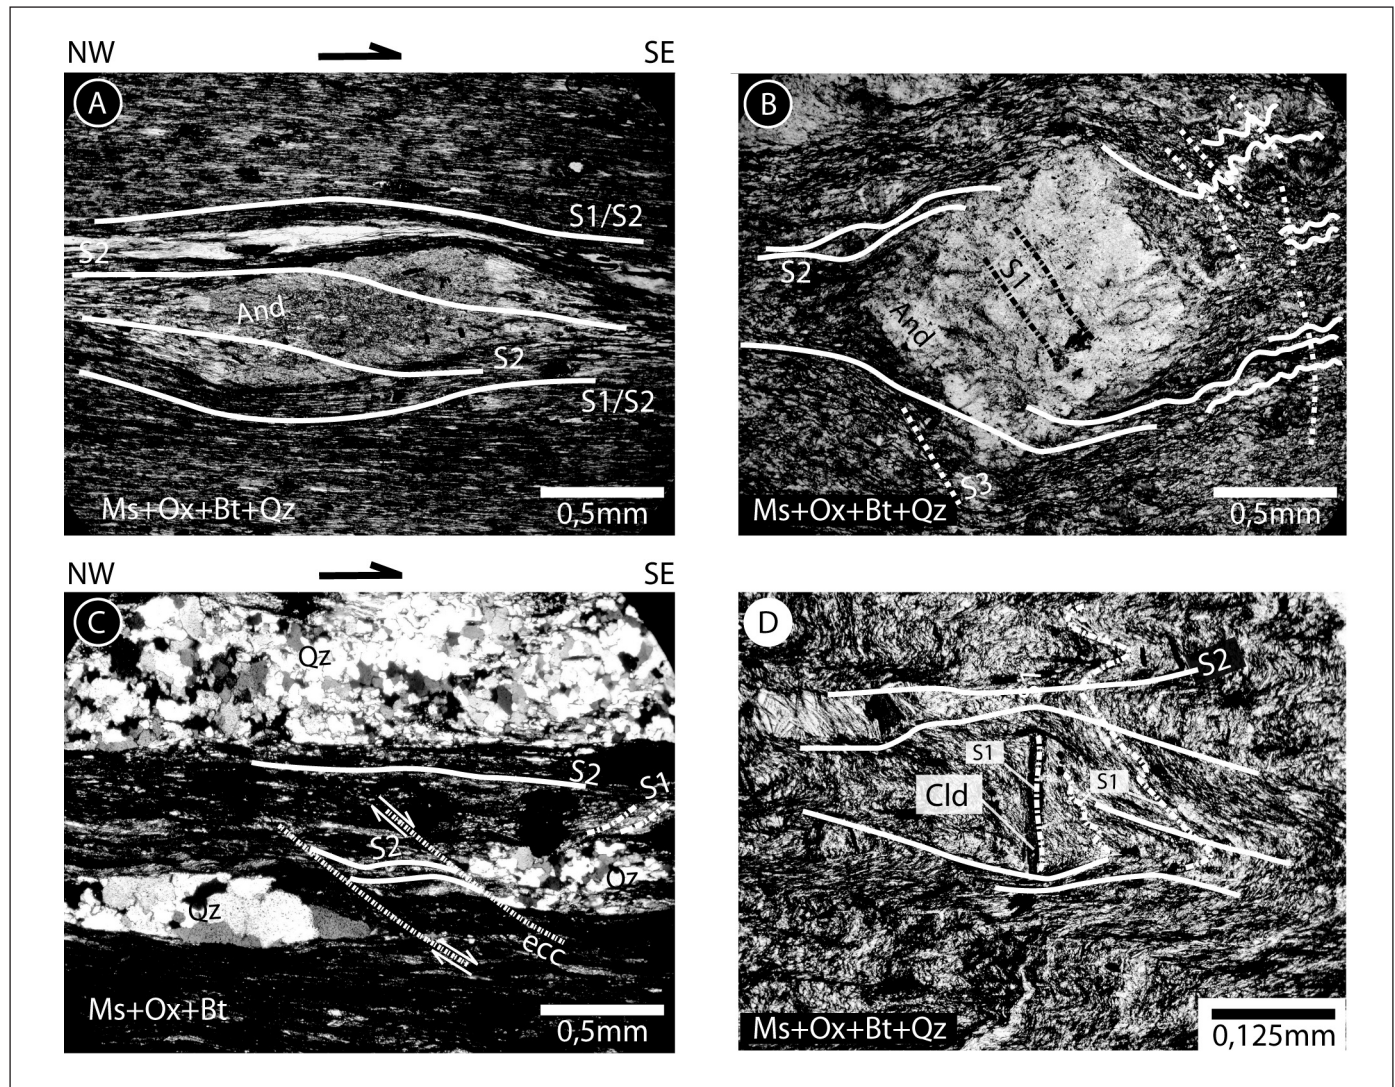 NW SE
A
S1/S2
S2
And
S2
S1/S2
Ms+Ox+Bt+Qz
0,5mm
B
S2
S1
And
S3
Ms+Ox+Bt+Qz
0,5mm
NW SE
C
Qz
S2
S1
S2
Qz
Qz
ecc
Ms+Ox+Bt
0,5mm
D
S2
S1
S1
Cld
Ms+Ox+Bt+Qz
0,125mm